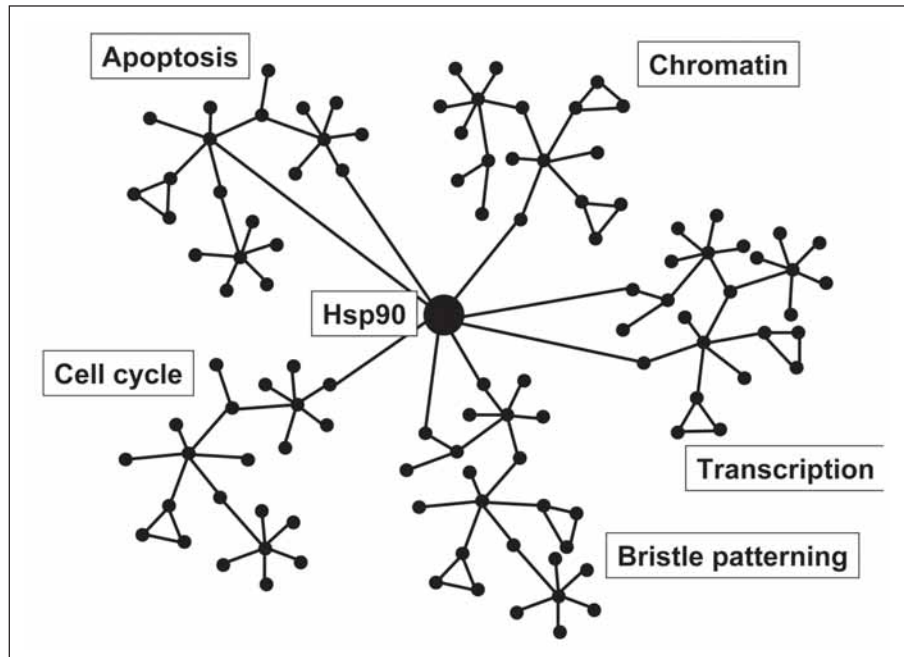 Apoptosis
Chromatin
Hsp90
Cell cycle
Transcription
Bristle patterning